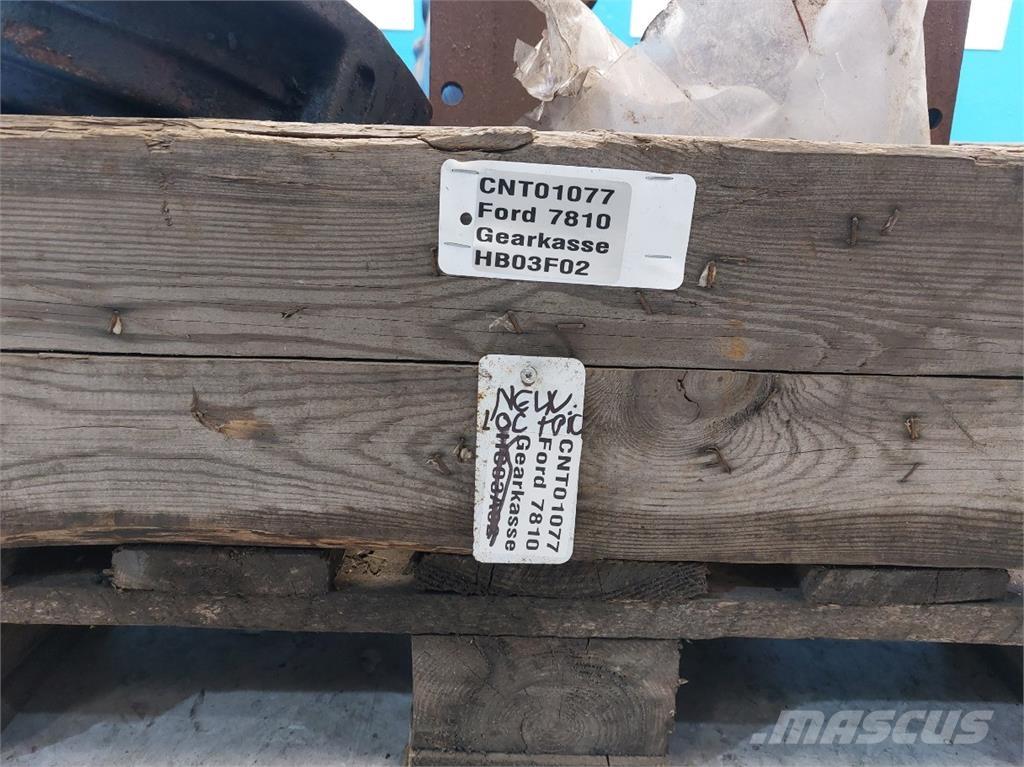 CNT01077
Ford 7810
Gearkasse
HB03F02
CNT01077
Ford 7810
Gearkasse
NEW
LOC
MASCUS